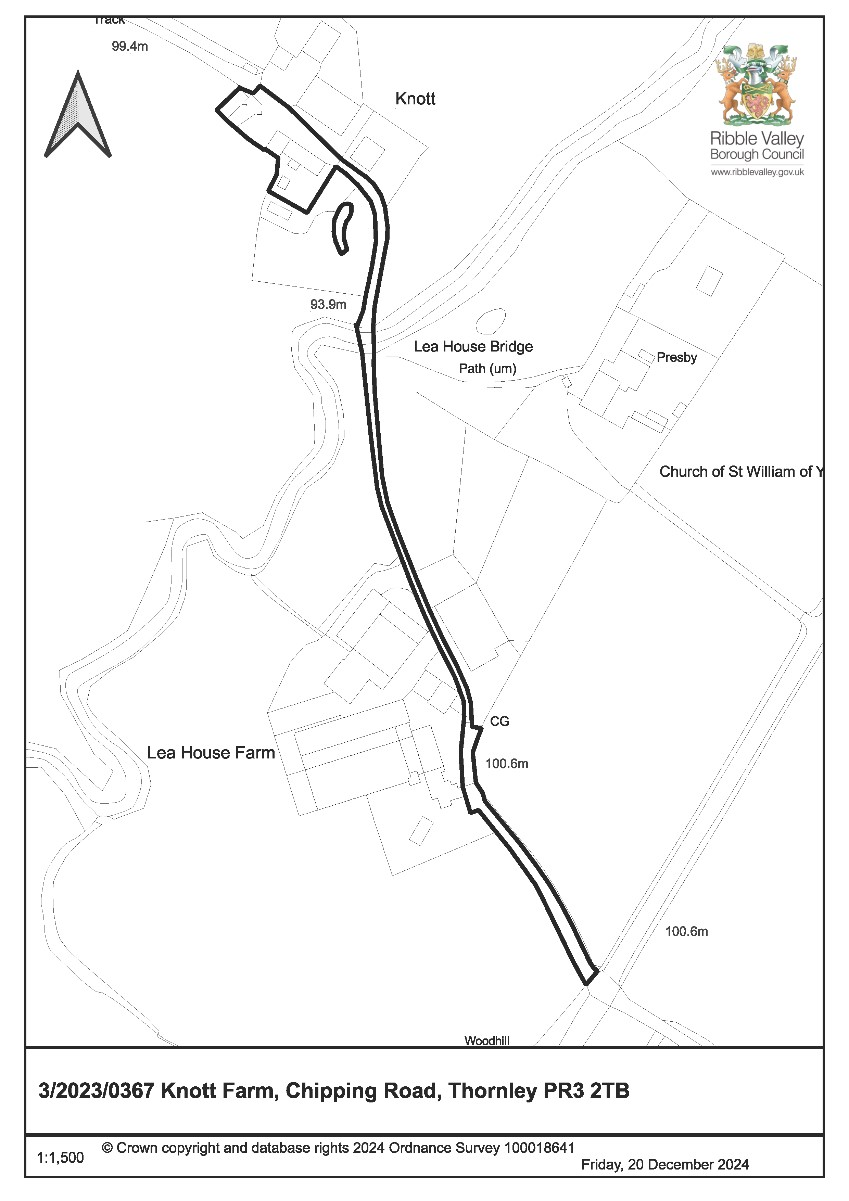 Track
99.4m
Knott
Ribble Valley
Borough Council
www.ribblevalley.gov.uk
93.9m
Lea House Bridge
Path (um)
Presby
Church of St William of Y
CG
Lea House Farm
100.6m
100.6m
Woodhill
3/2023/0367 Knott Farm, Chipping Road, Thornley PR3 2TB
1:1,500
© Crown copyright and database rights 2024 Ordnance Survey 100018641
Friday, 20 December 2024